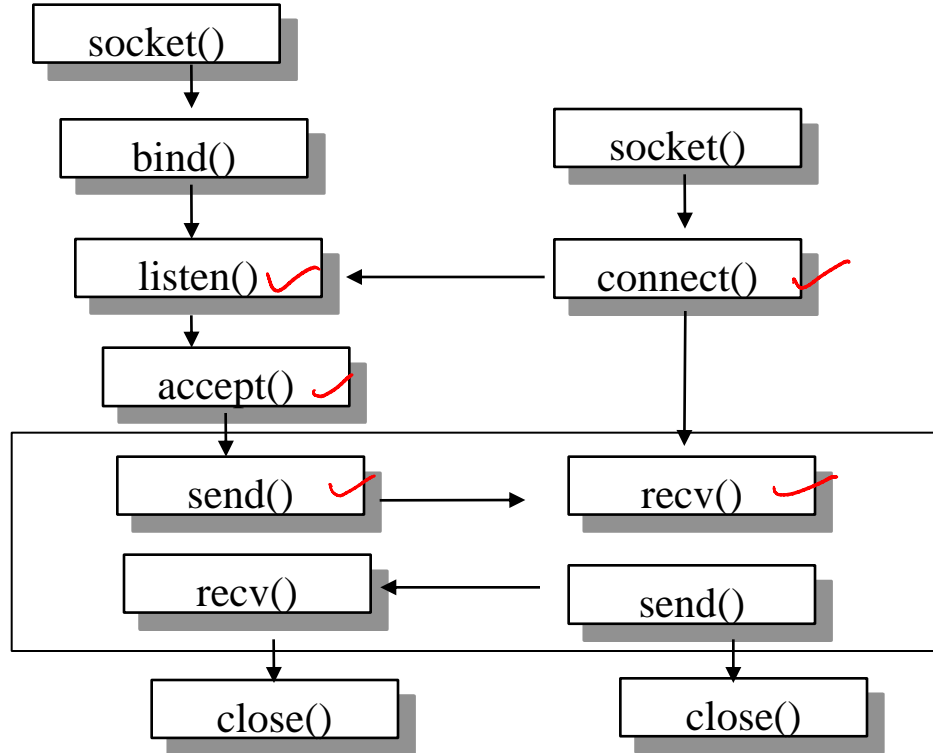 socket()
bind()
socket()
listen()
connect()
accept()
send()
recv()
recv()
send()
close()
close()